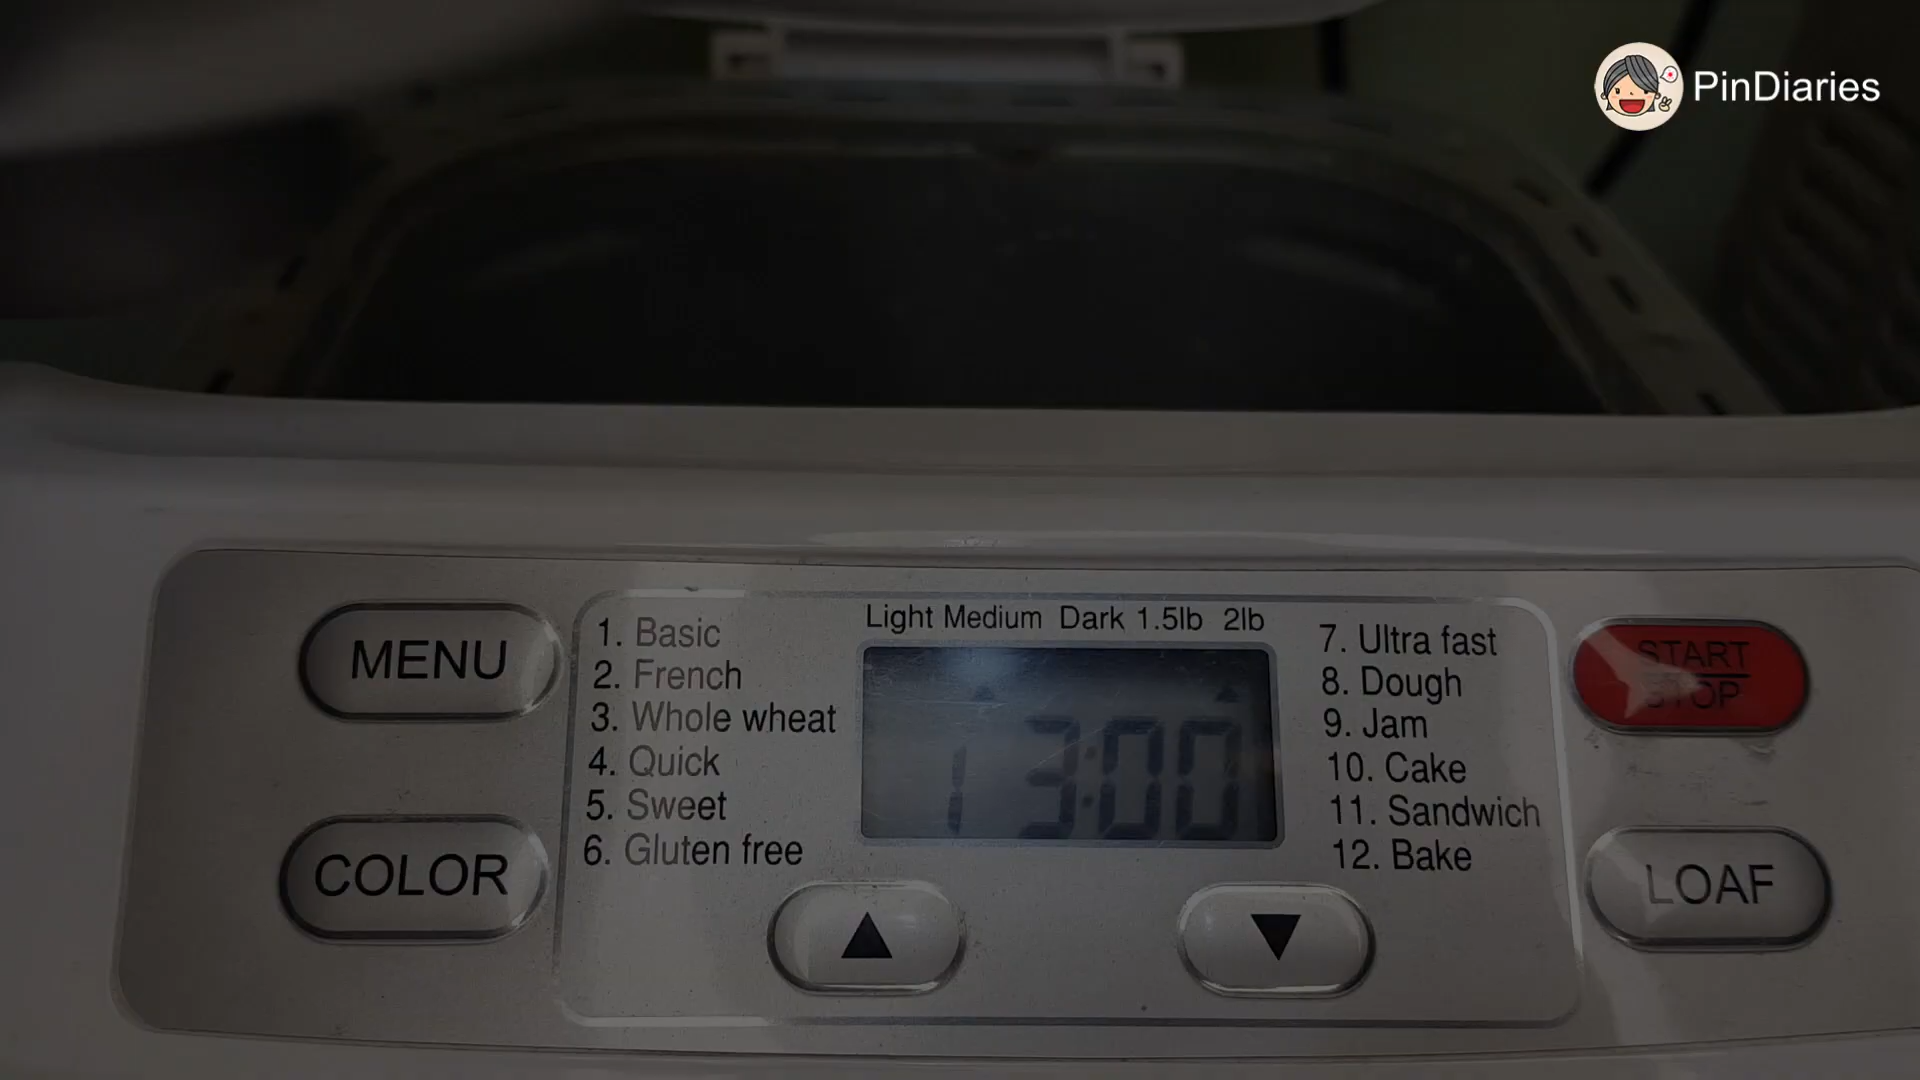 PinDiaries
Light Medium Dark 1.5lb 2lb
MENU
COLOR
1. Basic
2. French
3. Whole wheat
4. Quick
5. Sweet
6. Gluten free
1 3:00
7. Ultra fast
8. Dough
9. Jam
10. Cake
11. Sandwich
12. Bake
START
STOP
LOAF